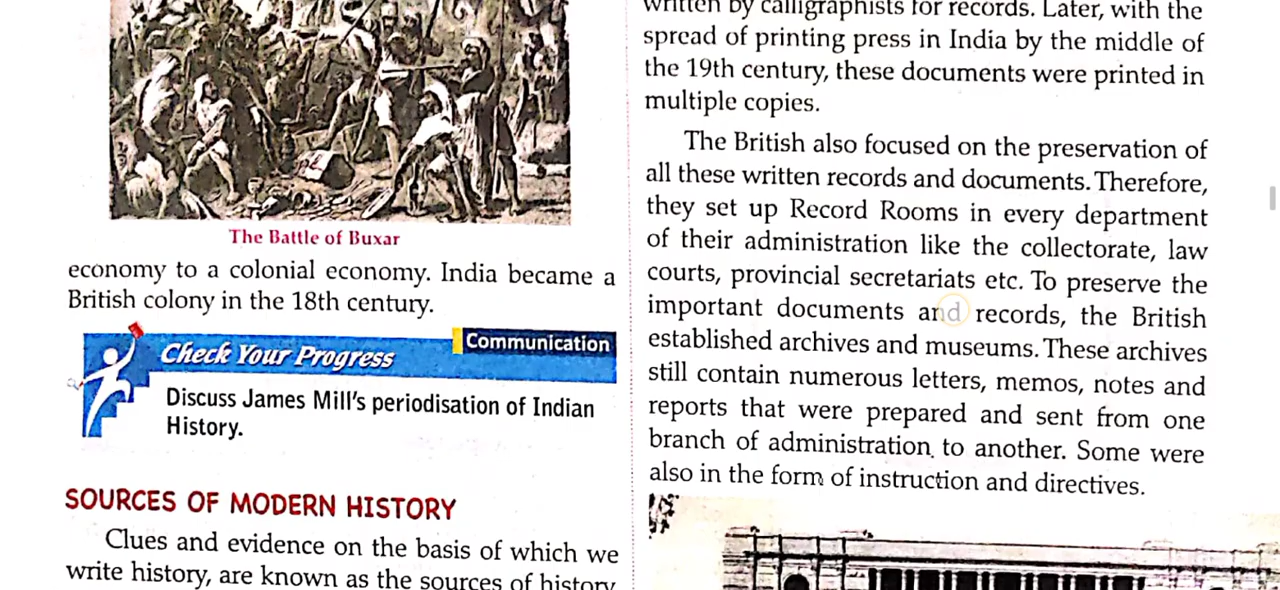 The Battle of Buxar
economy to a colonial economy. India became a
British colony in the 18th century.
Communication
Check Your Progress
Discuss James Mill's periodisation of Indian
History.
SOURCES OF MODERN HISTORY
Clues and evidence on the basis of which we
write history, are known as the sources of history
written by calligraphists for records. Later, with the
spread of printing press in India by the middle of
the 19th century, these documents were printed in
multiple copies.
The British also focused on the preservation of
all these written records and documents. Therefore,
they set up Record Rooms in every department
of their administration like the collectorate, law
courts, provincial secretariats etc. To preserve the
important documents and records, the British
established archives and museums. These archives
still contain numerous letters, memos, notes and
reports that were prepared and sent from one
branch of administration to another. Some were
also in the form of instruction and directives.